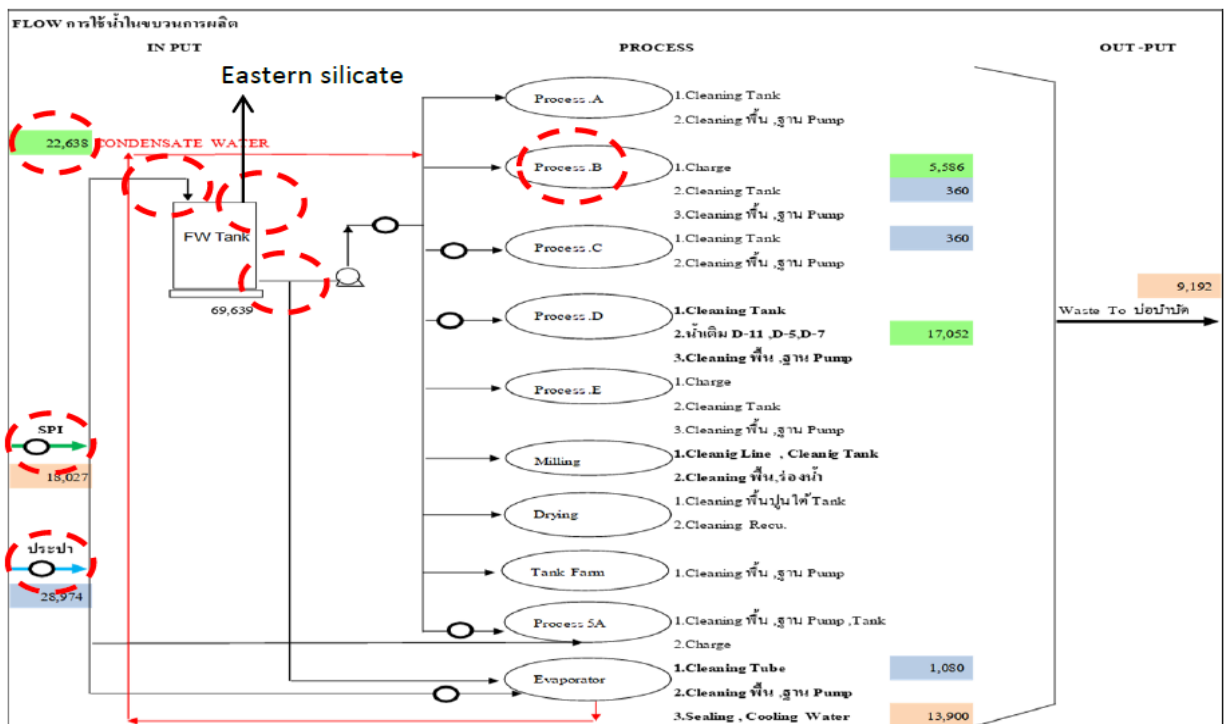 FLOW การใช้น้ำในขบวนการผลิต
IN PUT
PROCESS
OUT -PUT
Eastern silicate
22,638
CONDENSATE WATER
FW Tank
69,639
SPI
18,027
ประปา
28,974
Process .A
1.Cleaning Tank
2.Cleaning พื้น ,ฐาน Pump
Process .B
1.Charge
5,586
2.Cleaning Tank
360
3.Cleaning พื้น ,ฐาน Pump
Process .C
1.Cleaning Tank
360
2.Cleaning พื้น ,ฐาน Pump
Process .D
1.Cleaning Tank
2.น้ำเติม D-11 ,D-5,D-7
17,052
3.Cleaning พื้น ,ฐาน Pump
Process .E
1.Charge
2.Cleaning Tank
3.Cleaning พื้น ,ฐาน Pump
Milling
1.Cleanig Line , Cleanig Tank
2.Cleaning พื้น,ร่องน้ำ
Drying
1.Cleaning พื้นปูนใต้ Tank
2.Cleaning Recu.
Tank Farm
1.Cleaning พื้น ,ฐาน Pump
Process 5A
1.Cleaning พื้น ,ฐาน Pump ,Tank
2.Charge
Evaporator
1.Cleaning Tube
1,080
2.Cleaning พื้น ,ฐาน Pump
3.Sealing , Cooling Water
13,900
9,192
Waste To บ่อบำบัด